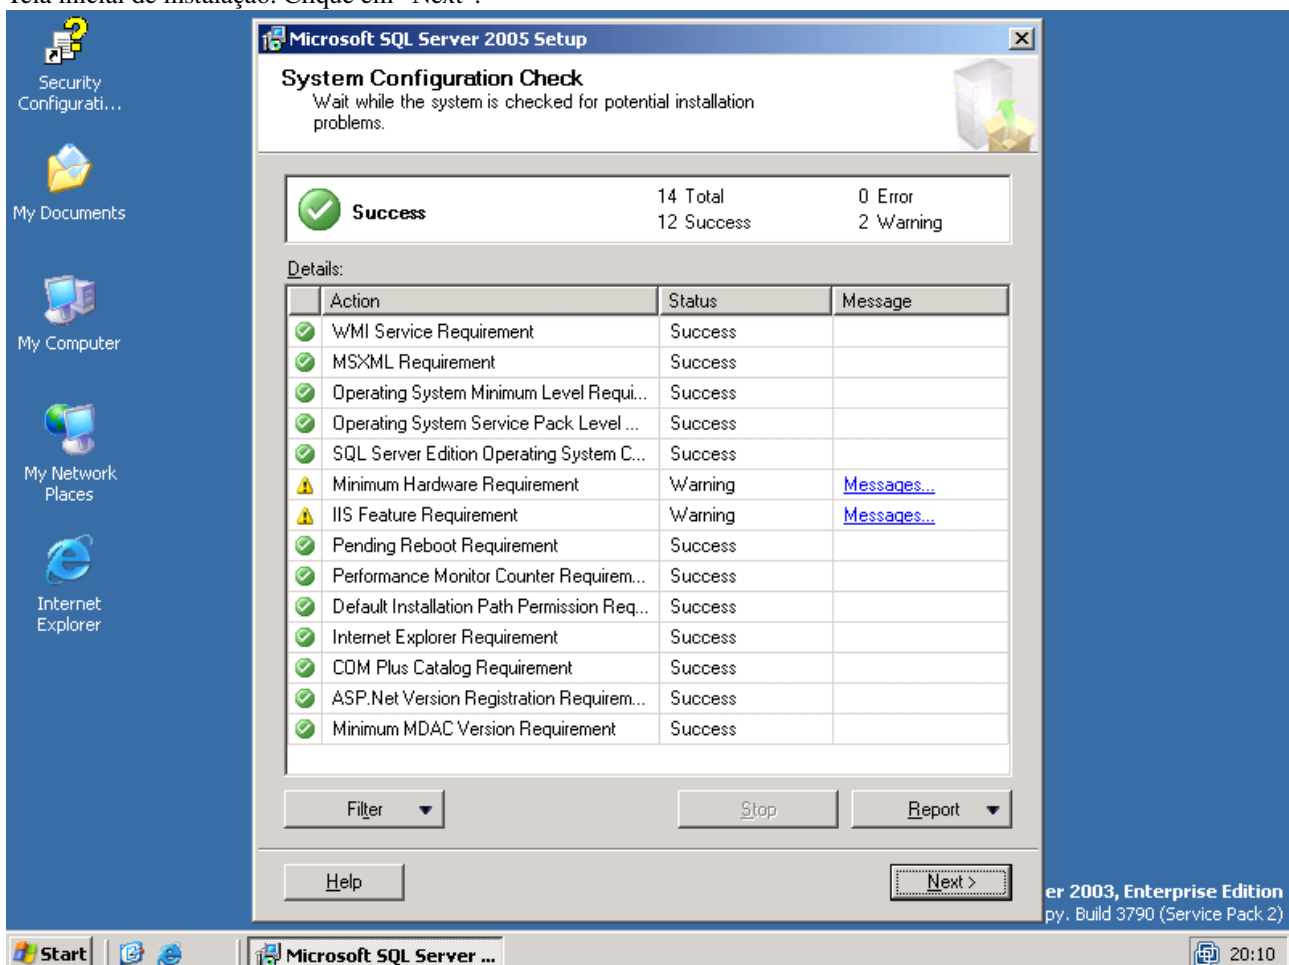 Tela inicial de instalação. Clique em "Next".
Security
Configurati...
My Documents
My Computer
My Network
Places
Internet
Explorer
Microsoft SQL Server 2005 Setup
System Configuration Check
Wait while the system is checked for potential installation
problems.
Success
14 Total
0 Error
12 Success
2 Warning
Details:
Action Status Message
WMI Service Requirement Success
MSXML Requirement Success
Operating System Minimum Level Requi... Success
Operating System Service Pack Level ... Success
SQL Server Edition Operating System C... Success
Minimum Hardware Requirement Warning Messages...
IIS Feature Requirement Warning Messages...
Pending Reboot Requirement Success
Performance Monitor Counter Requirem... Success
Default Installation Path Permission Req... Success
Internet Explorer Requirement Success
COM Plus Catalog Requirement Success
ASP.Net Version Registration Requirem... Success
Minimum MDAC Version Requirement Success
Filter Stop Report
Help Next >
er 2003, Enterprise Edition
py. Build 3790 (Service Pack 2)
Start Microsoft SQL Server ... 20:10